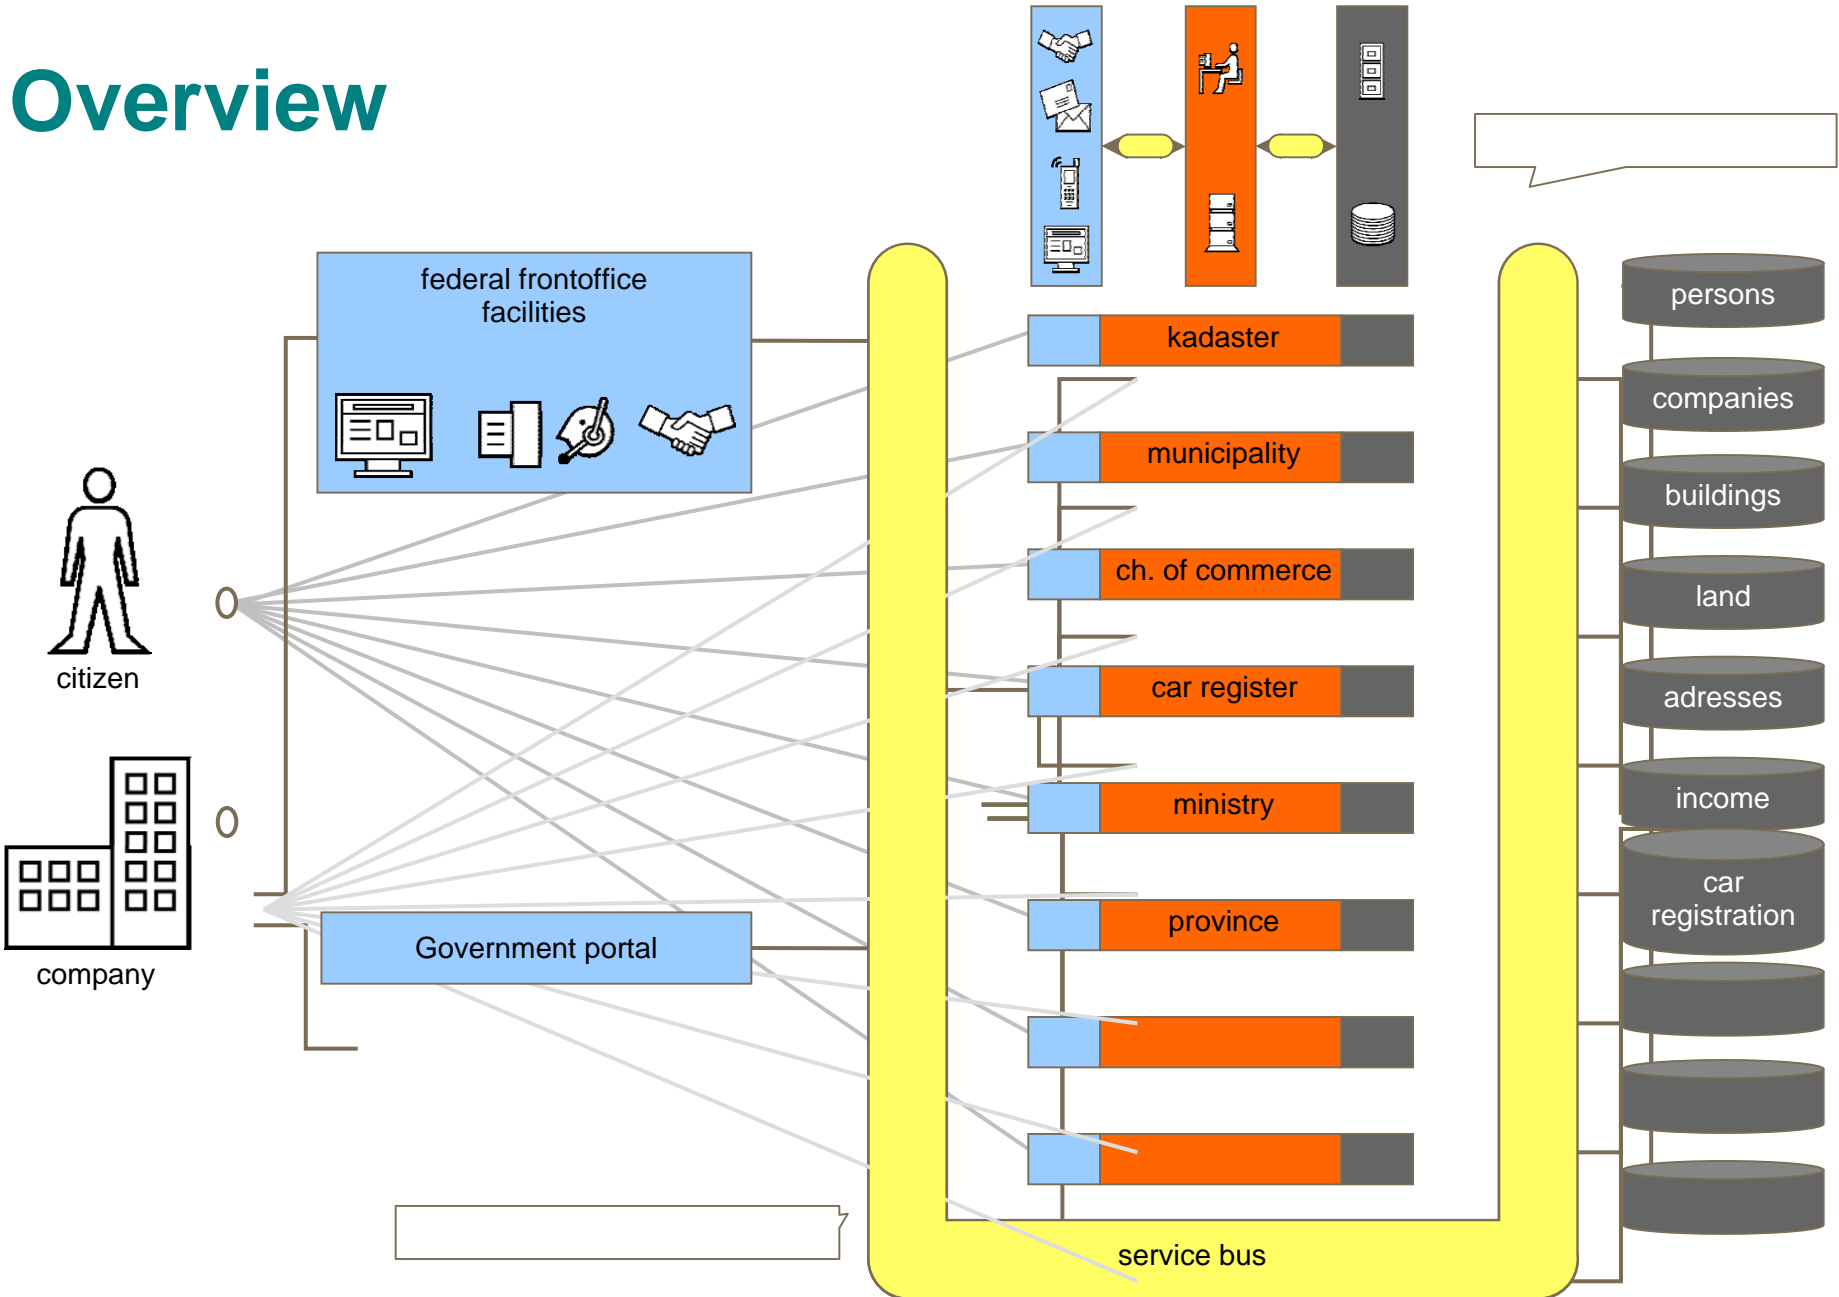 Overview
federal frontoffice
facilities
citizen
company
Government portal
kadaster
municipality
ch. of commerce
car register
ministry
province
service bus
persons
companies
buildings
land
adresses
income
car
registration